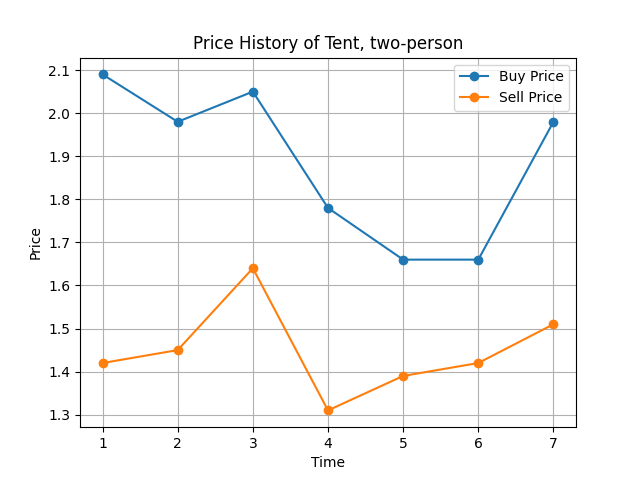 Price History of Tent, two-person
Buy Price
Sell Price
2.1
2.0
1.9
1.8
1.7
1.6
1.5
1.4
1.3
Price
1 2 3 4 5 6 7
Time